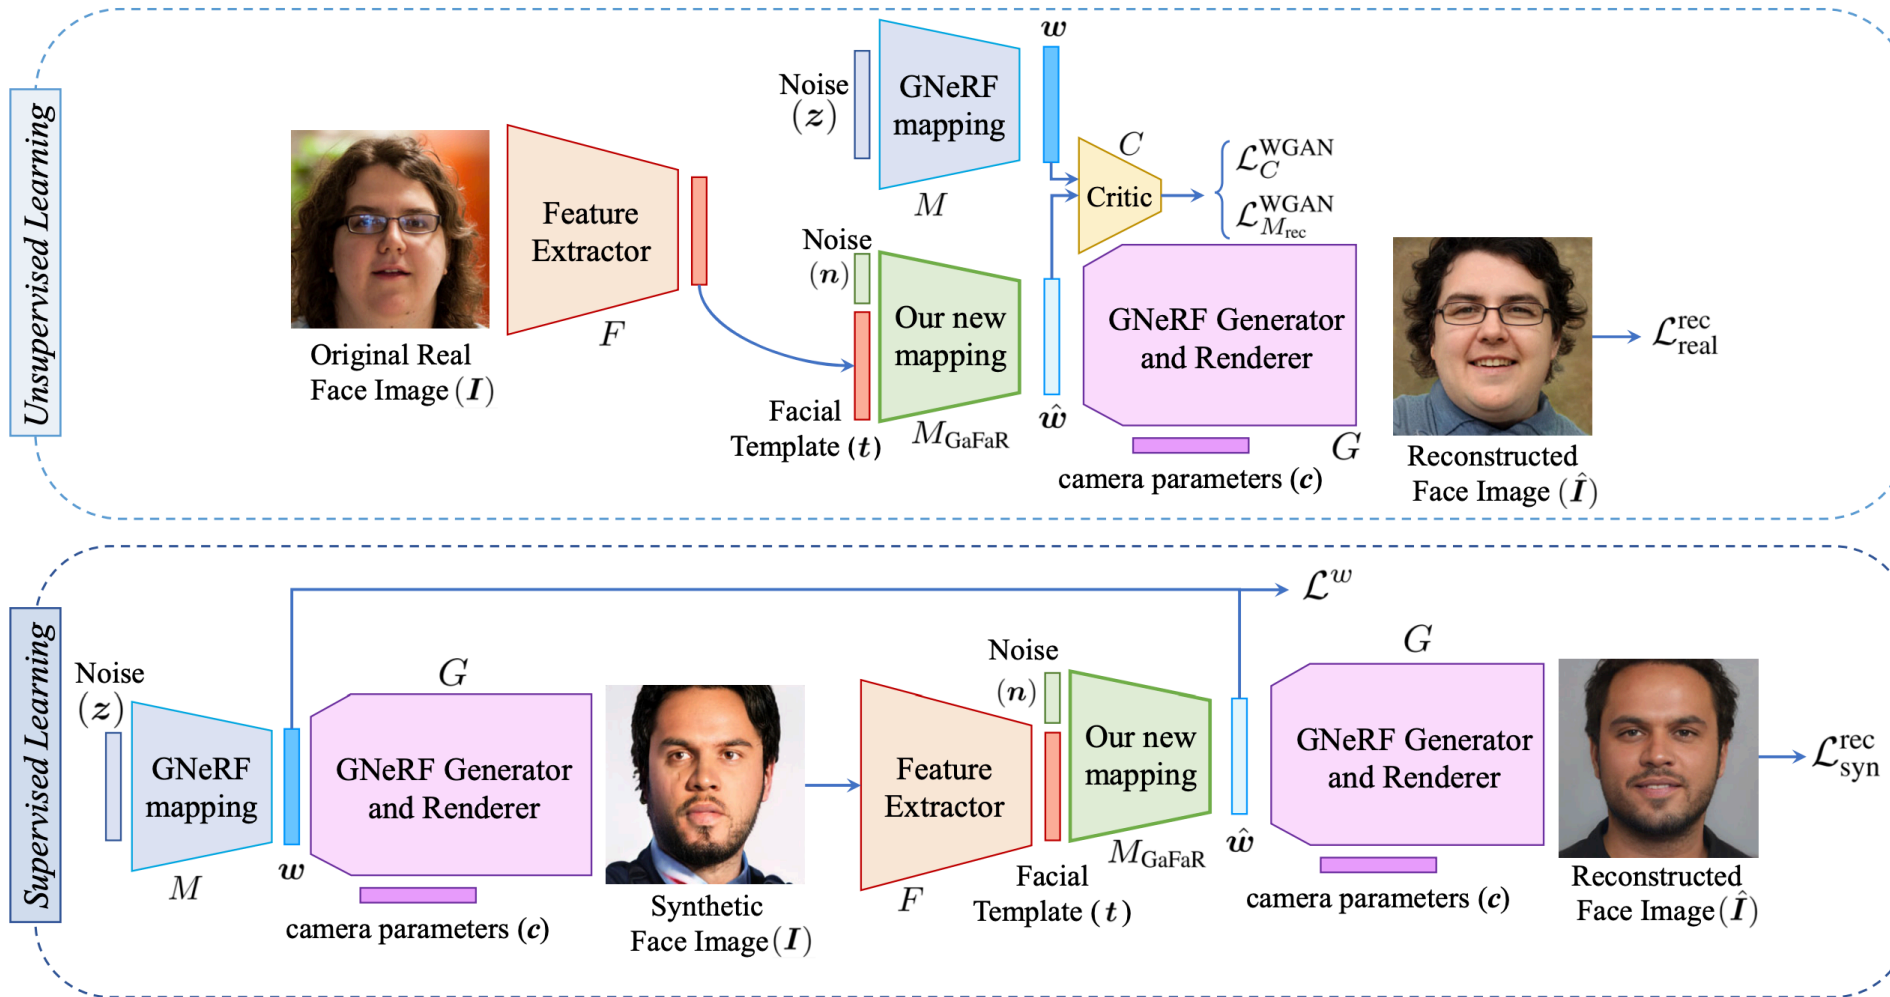 Unsupervised Learning
Original Real
Face Image (I)
Feature
Extractor
F
Noise
(z)
GNeRF
mapping
M
w
Noise
(n)
Facial
Template (t)
Our new
mapping
M_GaFaR
ŵ
C
Critic
ℒ_C^WGAN
ℒ_{M_rec}^WGAN
GNeRF Generator
and Renderer
G
camera parameters (c)
Reconstructed
Face Image (Î)
ℒ_real^rec
Supervised Learning
Noise
(z)
GNeRF
mapping
M
w
G
GNeRF Generator
and Renderer
camera parameters (c)
Synthetic
Face Image (I)
Feature
Extractor
F
Noise
(n)
Facial
Template (t)
Our new
mapping
M_GaFaR
ŵ
ℒ^w
G
GNeRF Generator
and Renderer
camera parameters (c)
Reconstructed
Face Image (Î)
ℒ_syn^rec